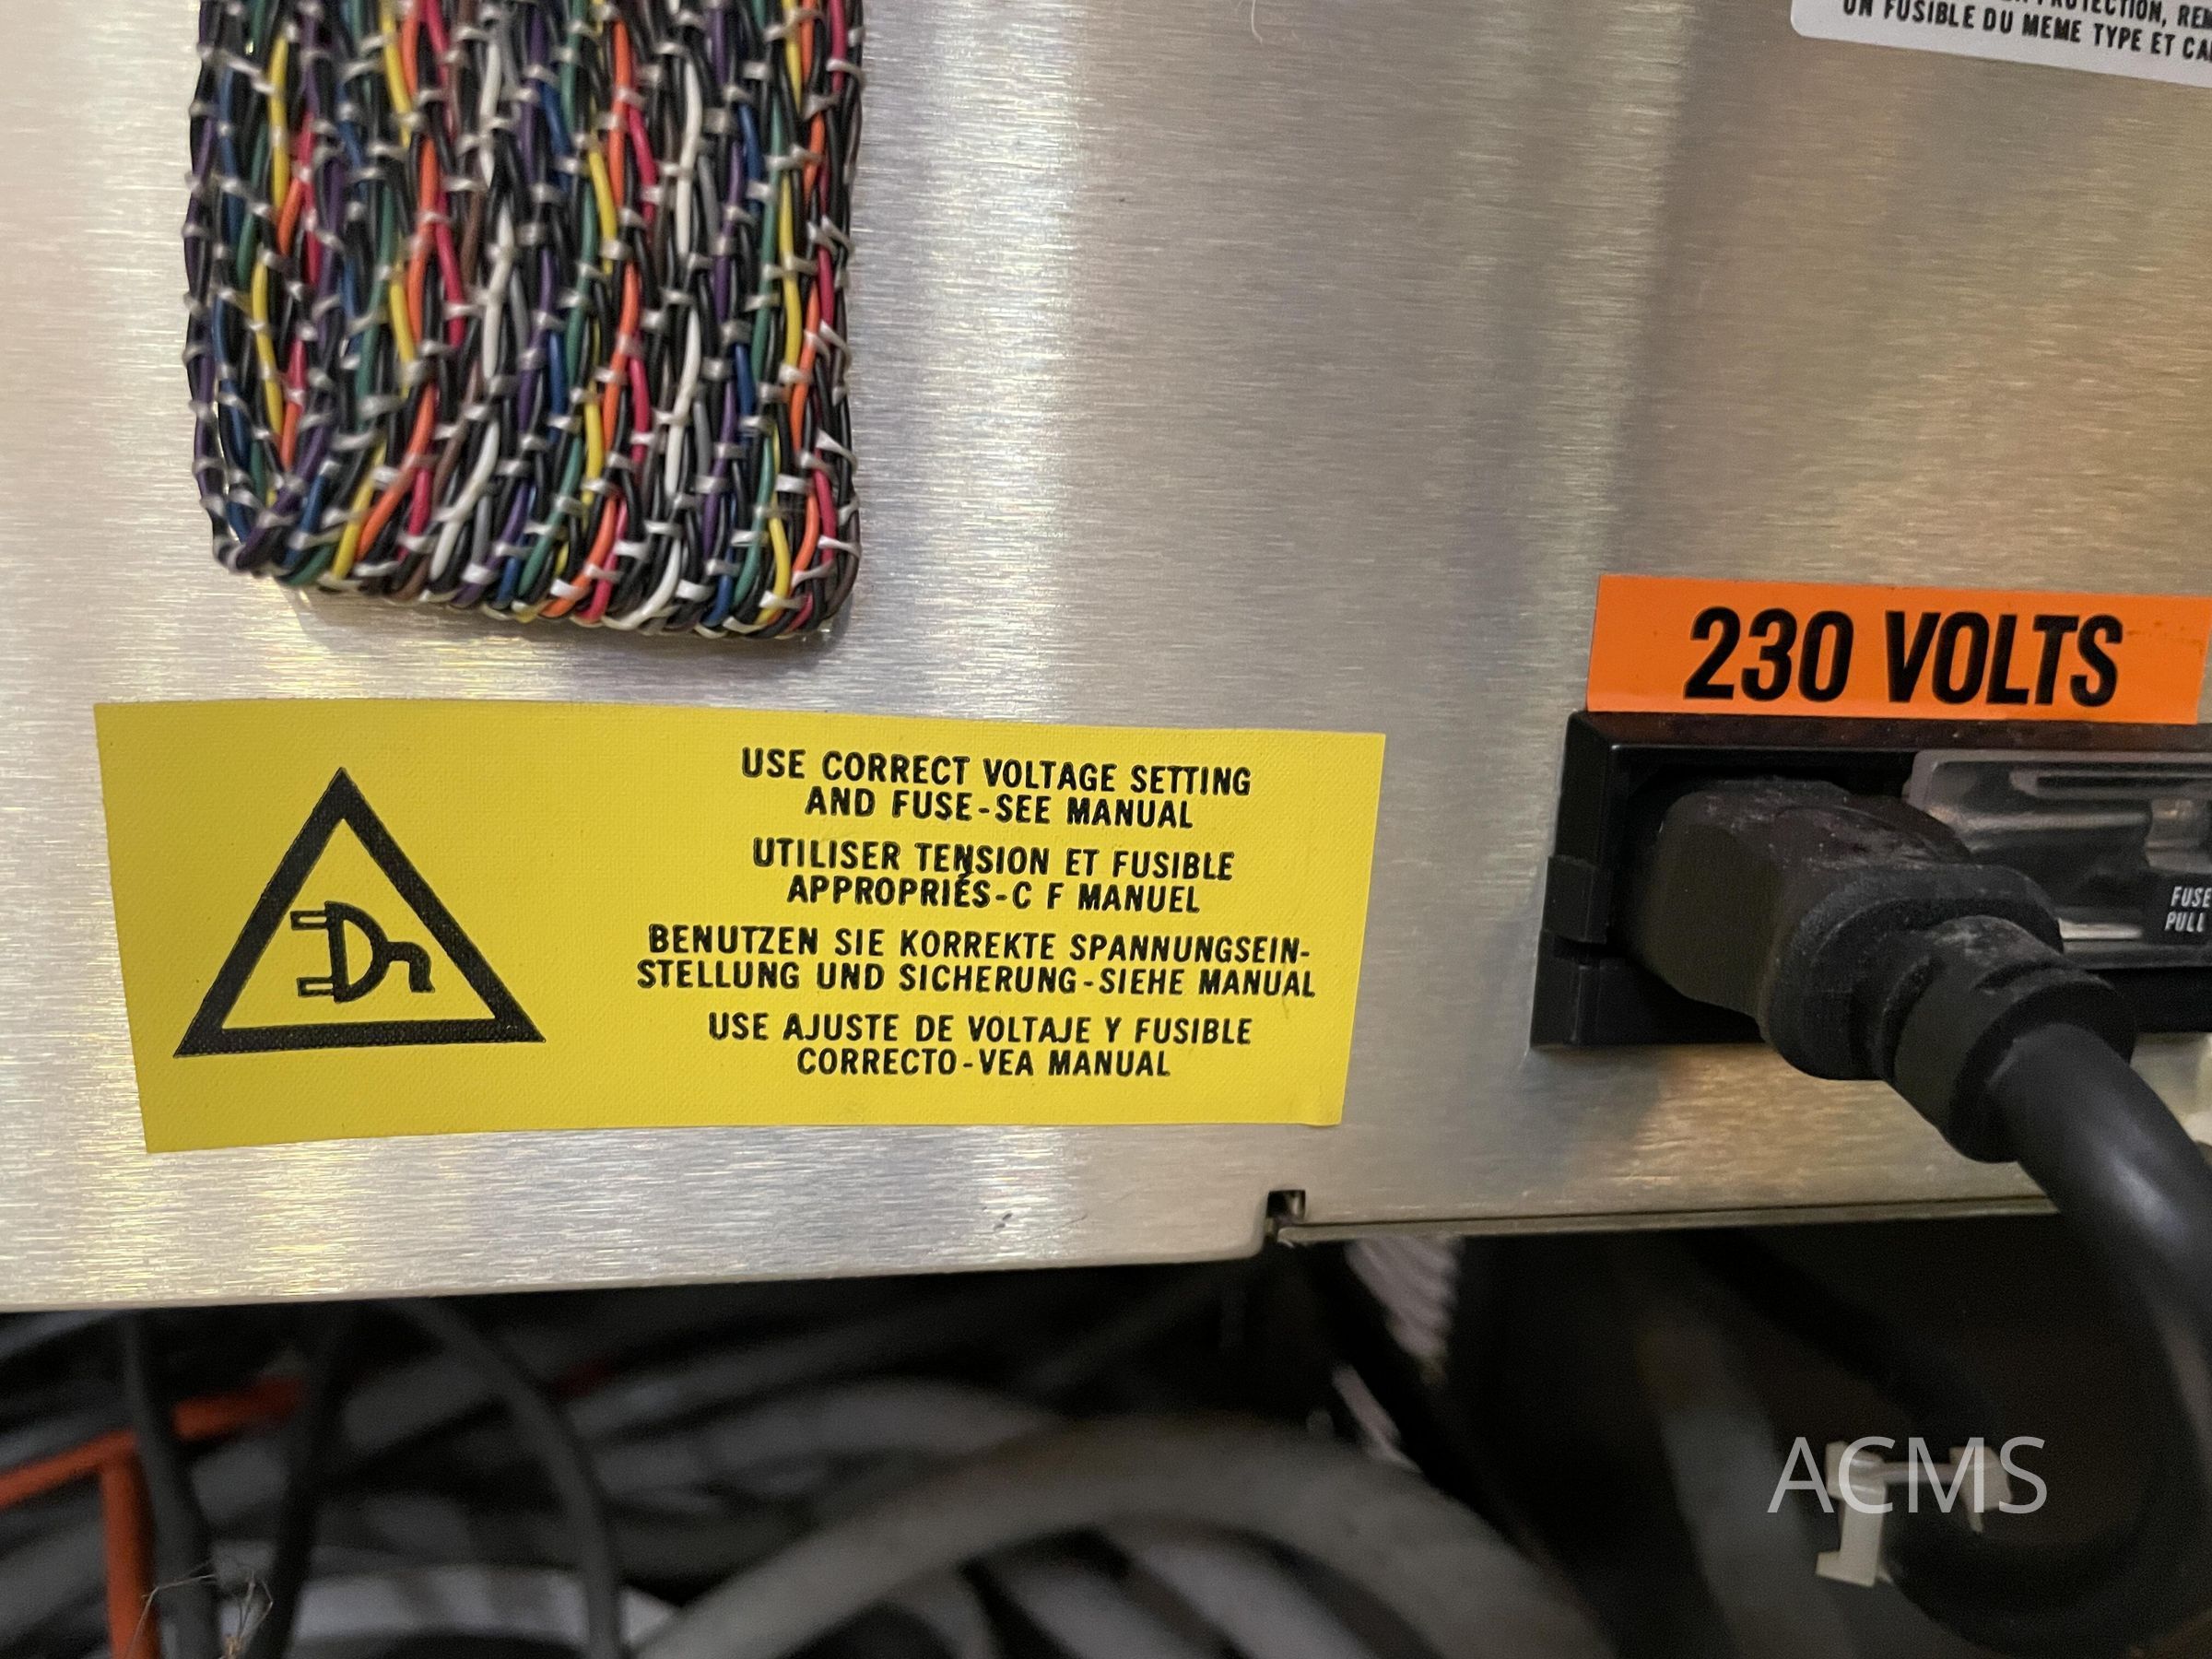 PROTECTION,
UN FUSIBLE DU MEME TYPE ET
230 VOLTS
USE CORRECT VOLTAGE SETTING
AND FUSE-SEE MANUAL
UTILISER TENSION ET FUSIBLE
APPROPRIÉS-C F MANUEL
BENUTZEN SIE KORREKTE SPANNUNGSEIN-
STELLUNG UND SICHERUNG-SIEHE MANUAL
USE AJUSTE DE VOLTAJE Y FUSIBLE
CORRECTO-VEA MANUAL
FUSE
PULL
ACMS